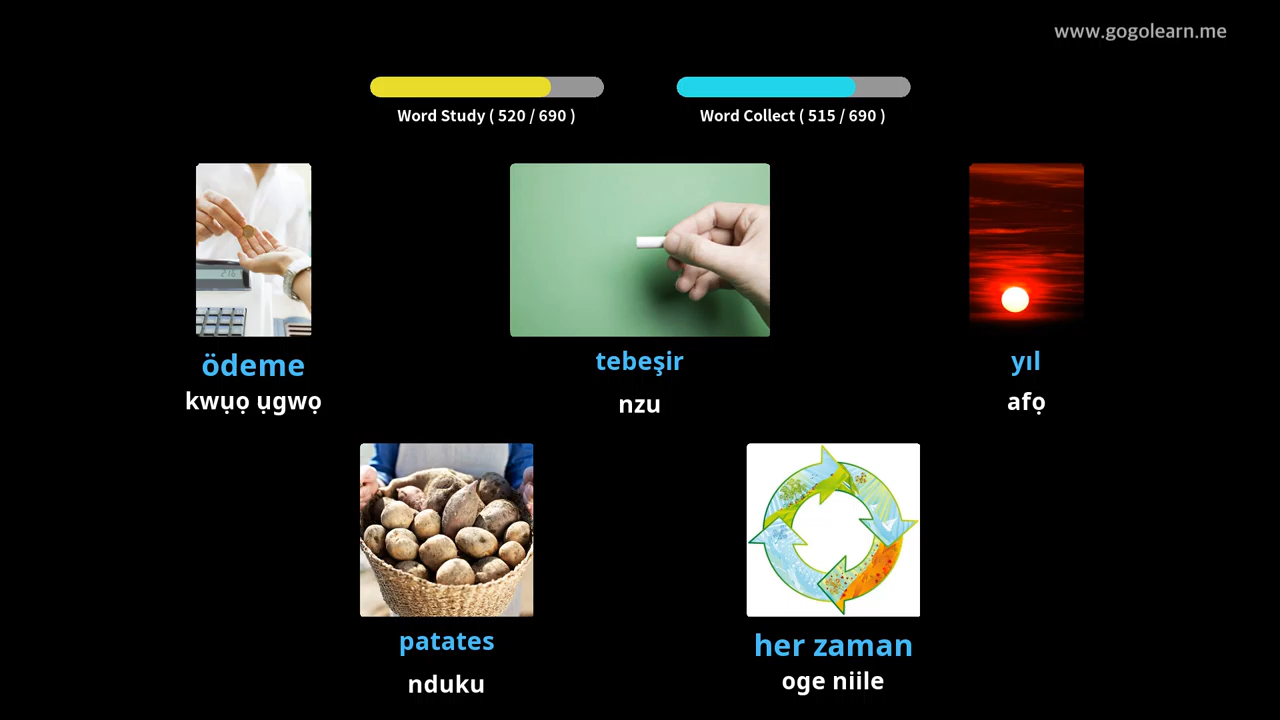 www.gogolearn.me
Word Study ( 520 / 690 )
Word Collect ( 515 / 690 )
ödeme
kwụọ ụgwọ
tebeşir
nzu
yıl
afọ
patates
nduku
her zaman
oge niile